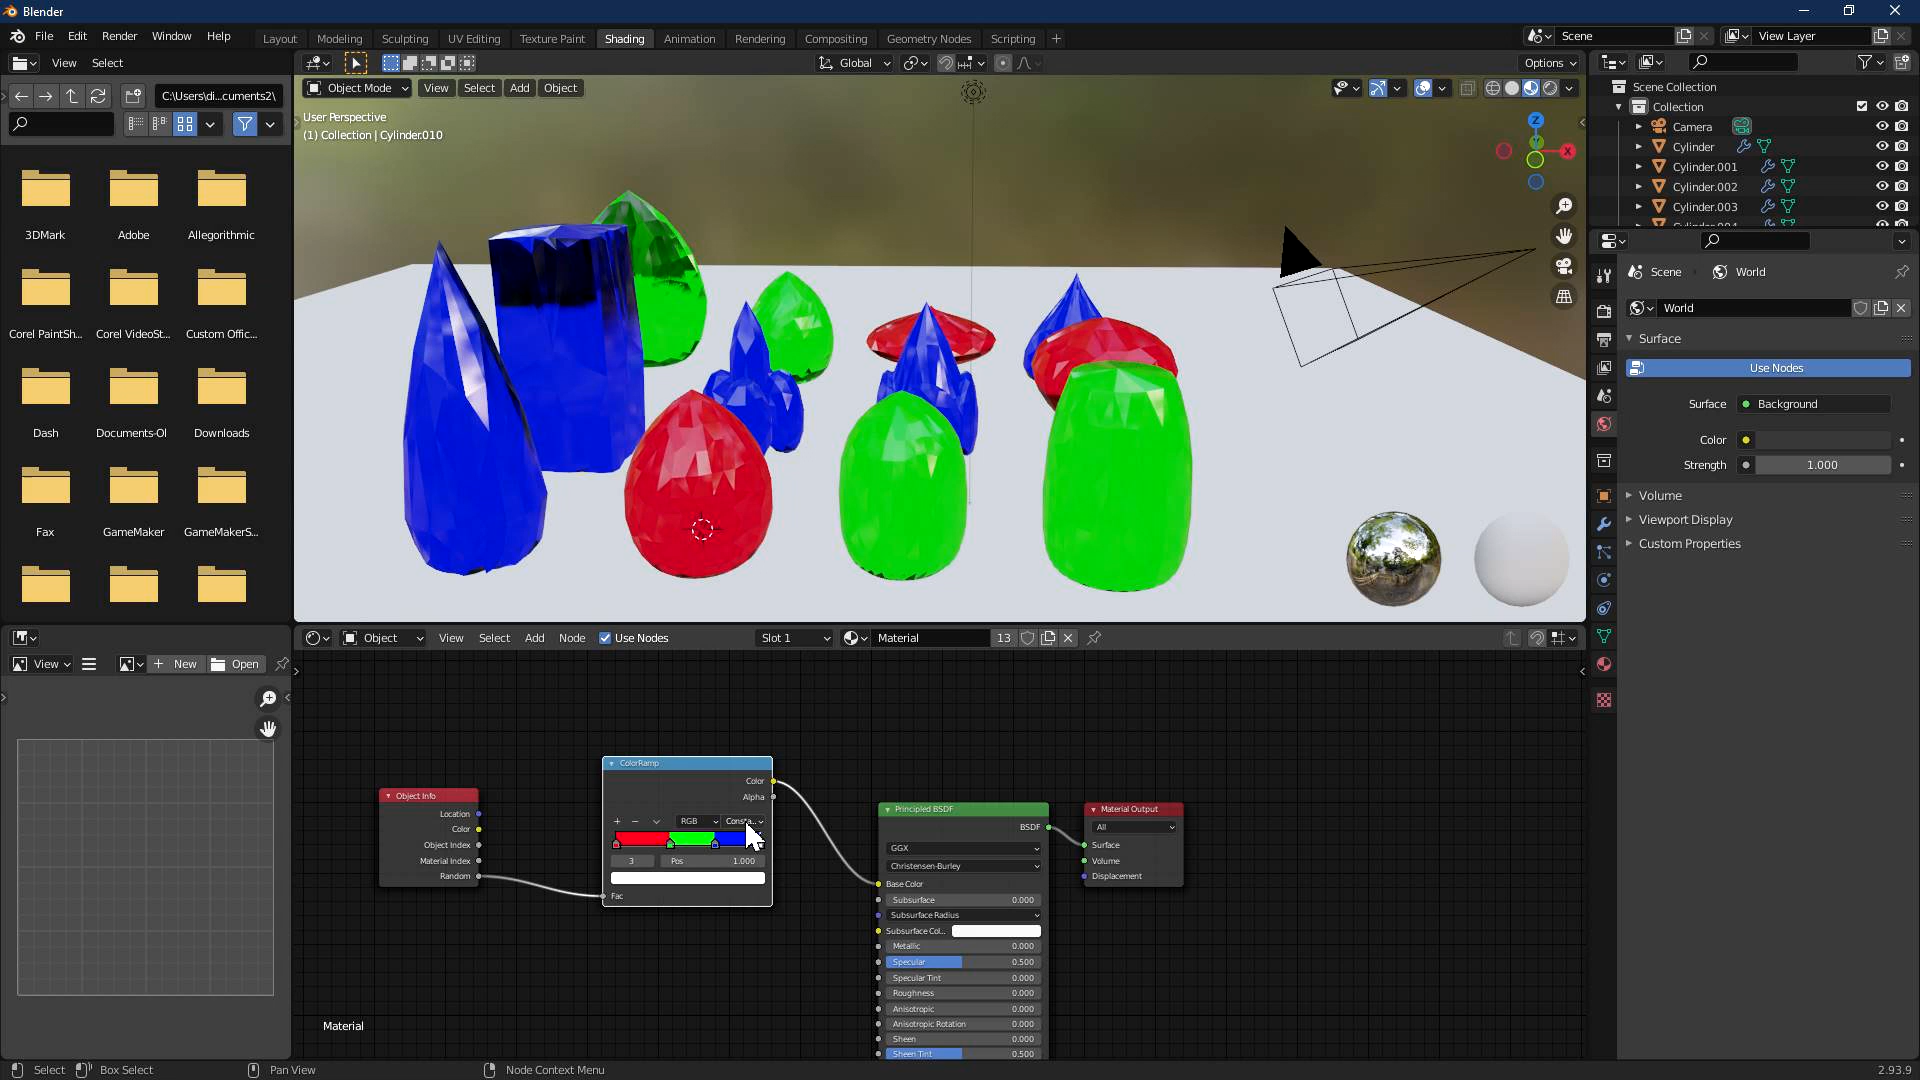 Blender
File Edit Render Window Help
Layout Modeling Sculpting UV Editing Texture Paint Shading Animation Rendering Compositing Geometry Nodes Scripting +
Scene
View Layer
View Select
Global
Options
C:\Users\di...cuments2\
Object Mode View Select Add Object
User Perspective
(1) Collection | Cylinder.010
Z
Y
X
3DMark Adobe Allegorithmic
Corel PaintSh... Corel VideoSt... Custom Offic...
Dash Documents-Ol Downloads
Fax GameMaker GameMakerS...
Scene Collection
Collection
Camera
Cylinder
Cylinder.001
Cylinder.002
Cylinder.003
Scene World
World
Surface
Use Nodes
Surface Background
Color
Strength 1.000
Volume
Viewport Display
Custom Properties
View + New Open
Object View Select Add Node Use Nodes Slot 1 Material 13
Object Info
Location
Color
Object Index
Material Index
Random
ColorRamp
Color
Alpha
+ − RGB Consta...
3 Pos 1.000
Fac
Principled BSDF
BSDF
GGX
Christensen-Burley
Base Color
Subsurface 0.000
Subsurface Radius
Subsurface Col...
Metallic 0.000
Specular 0.500
Specular Tint 0.000
Roughness 0.000
Anisotropic 0.000
Anisotropic Rotation 0.000
Sheen 0.000
Sheen Tint 0.500
Material Output
All
Surface
Volume
Displacement
Material
Select Box Select Pan View Node Context Menu 2.93.9